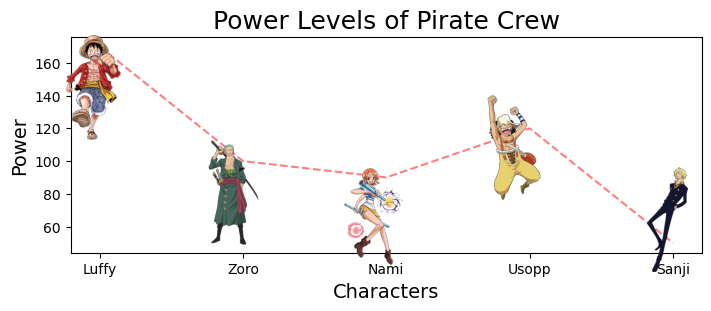 Power Levels of Pirate Crew
Power
160
140
120
100
80
60
Luffy Zoro Nami Usopp Sanji
Characters